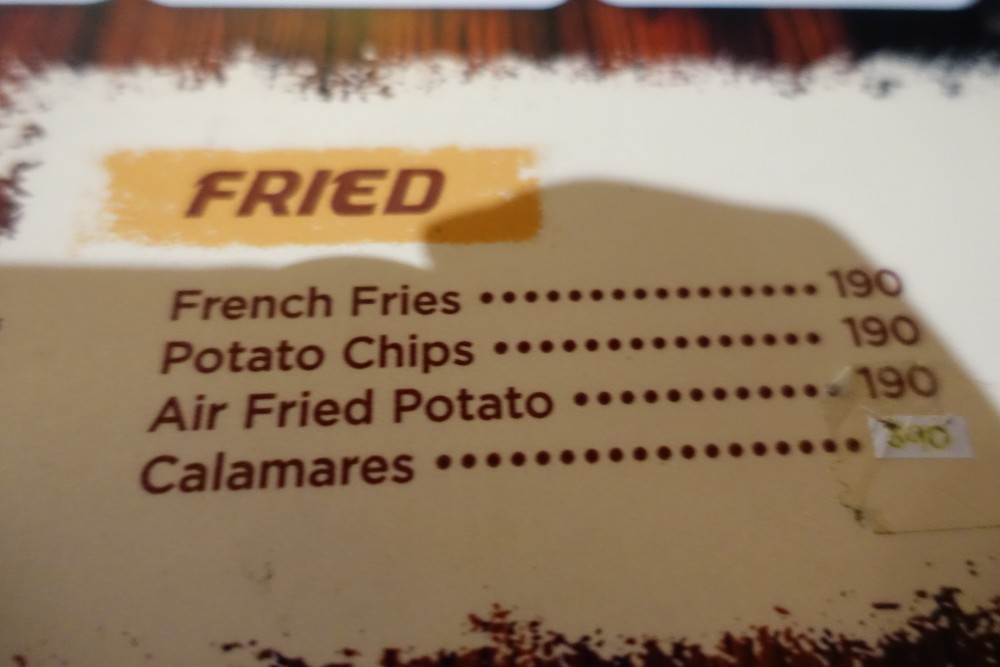 FRIED
French Fries ................ 190
Potato Chips ............... 190
Air Fried Potato ............ 190
Calamares ..................